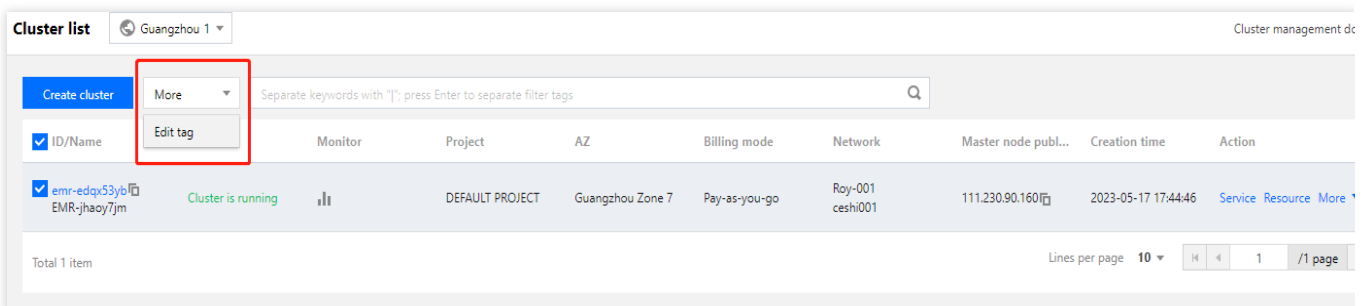 Cluster list Guangzhou 1 Cluster management do
Create cluster More Separate keywords with "|"; press Enter to separate filter tags
Edit tag
ID/Name Monitor Project AZ Billing mode Network Master node publ... Creation time Action
emr-edqx53yb Cluster is running DEFAULT PROJECT Guangzhou Zone 7 Pay-as-you-go Roy-001 111.230.90.160 2023-05-17 17:44:46 Service Resource More
EMR-jhaoy7jm ceshi001
Total 1 item Lines per page 10 1 /1 page